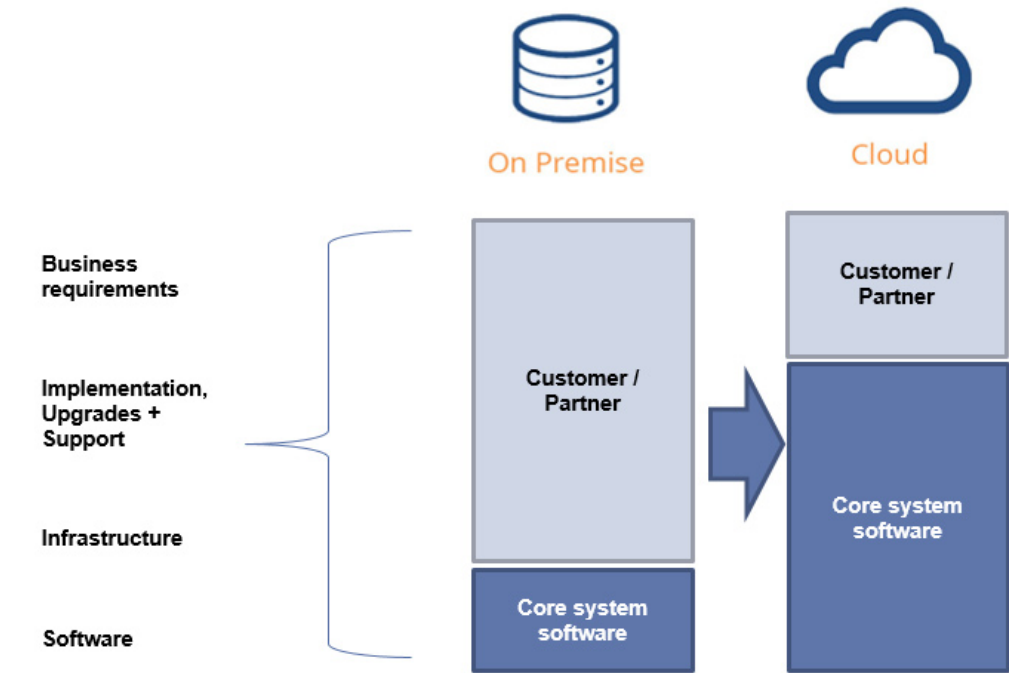 On Premise
Cloud
Business
requirements
Implementation,
Upgrades +
Support
Infrastructure
Software
Customer /
Partner
Core system
software
Customer /
Partner
Core system
software